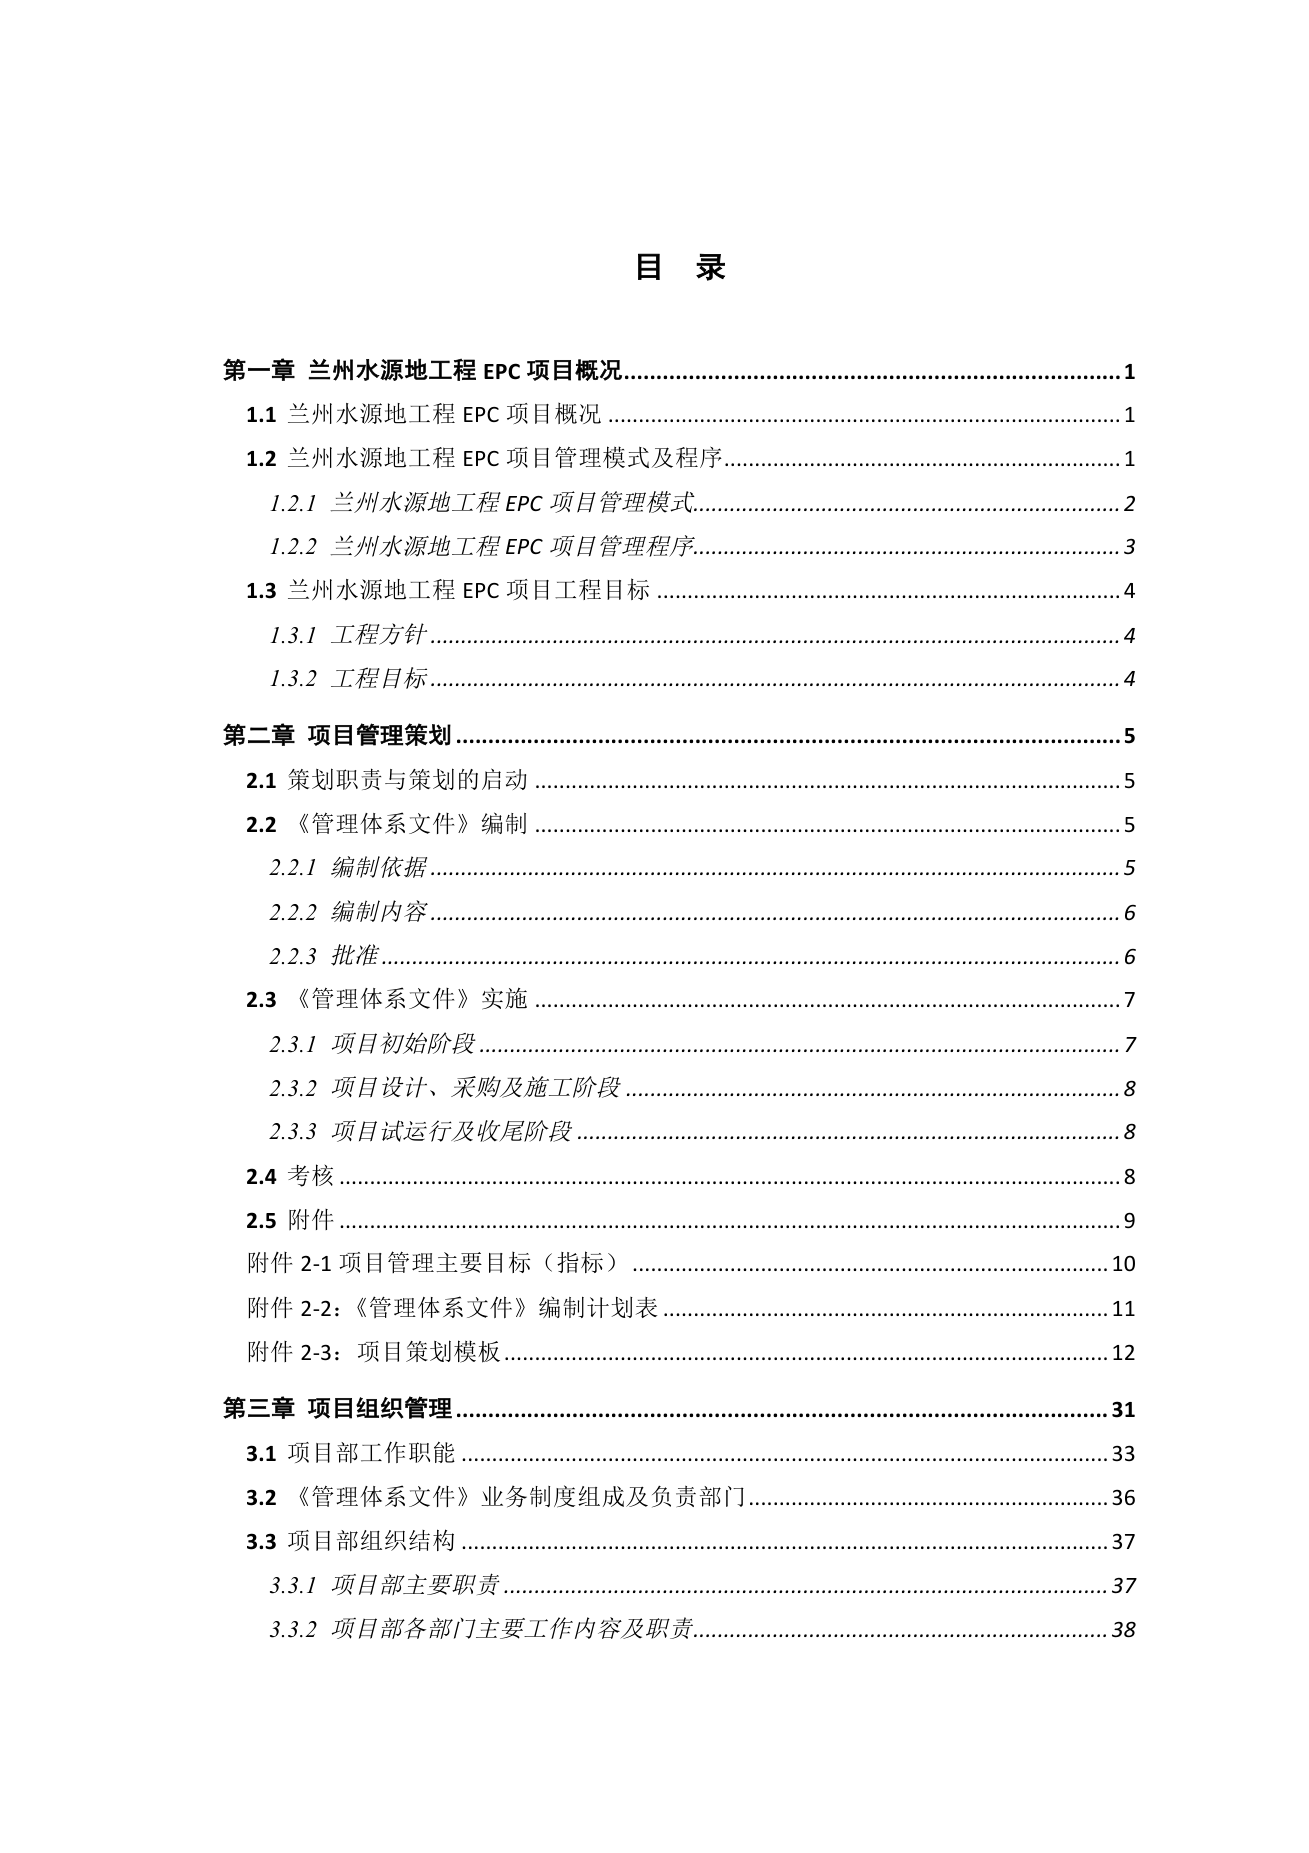 目 录
第一章 兰州水源地工程 EPC 项目概况........1
1.1 兰州水源地工程 EPC 项目概况........1
1.2 兰州水源地工程 EPC 项目管理模式及程序........1
1.2.1 兰州水源地工程 EPC 项目管理模式........2
1.2.2 兰州水源地工程 EPC 项目管理程序........3
1.3 兰州水源地工程 EPC 项目工程目标........4
1.3.1 工程方针........4
1.3.2 工程目标........4
第二章 项目管理策划........5
2.1 策划职责与策划的启动........5
2.2 《管理体系文件》编制........5
2.2.1 编制依据........5
2.2.2 编制内容........6
2.2.3 批准........6
2.3 《管理体系文件》实施........7
2.3.1 项目初始阶段........7
2.3.2 项目设计、采购及施工阶段........8
2.3.3 项目试运行及收尾阶段........8
2.4 考核........8
2.5 附件........9
附件 2-1 项目管理主要目标（指标）........10
附件 2-2:《管理体系文件》编制计划表........11
附件 2-3：项目策划模板........12
第三章 项目组织管理........31
3.1 项目部工作职能........33
3.2 《管理体系文件》业务制度组成及负责部门........36
3.3 项目部组织结构........37
3.3.1 项目部主要职责........37
3.3.2 项目部各部门主要工作内容及职责........38